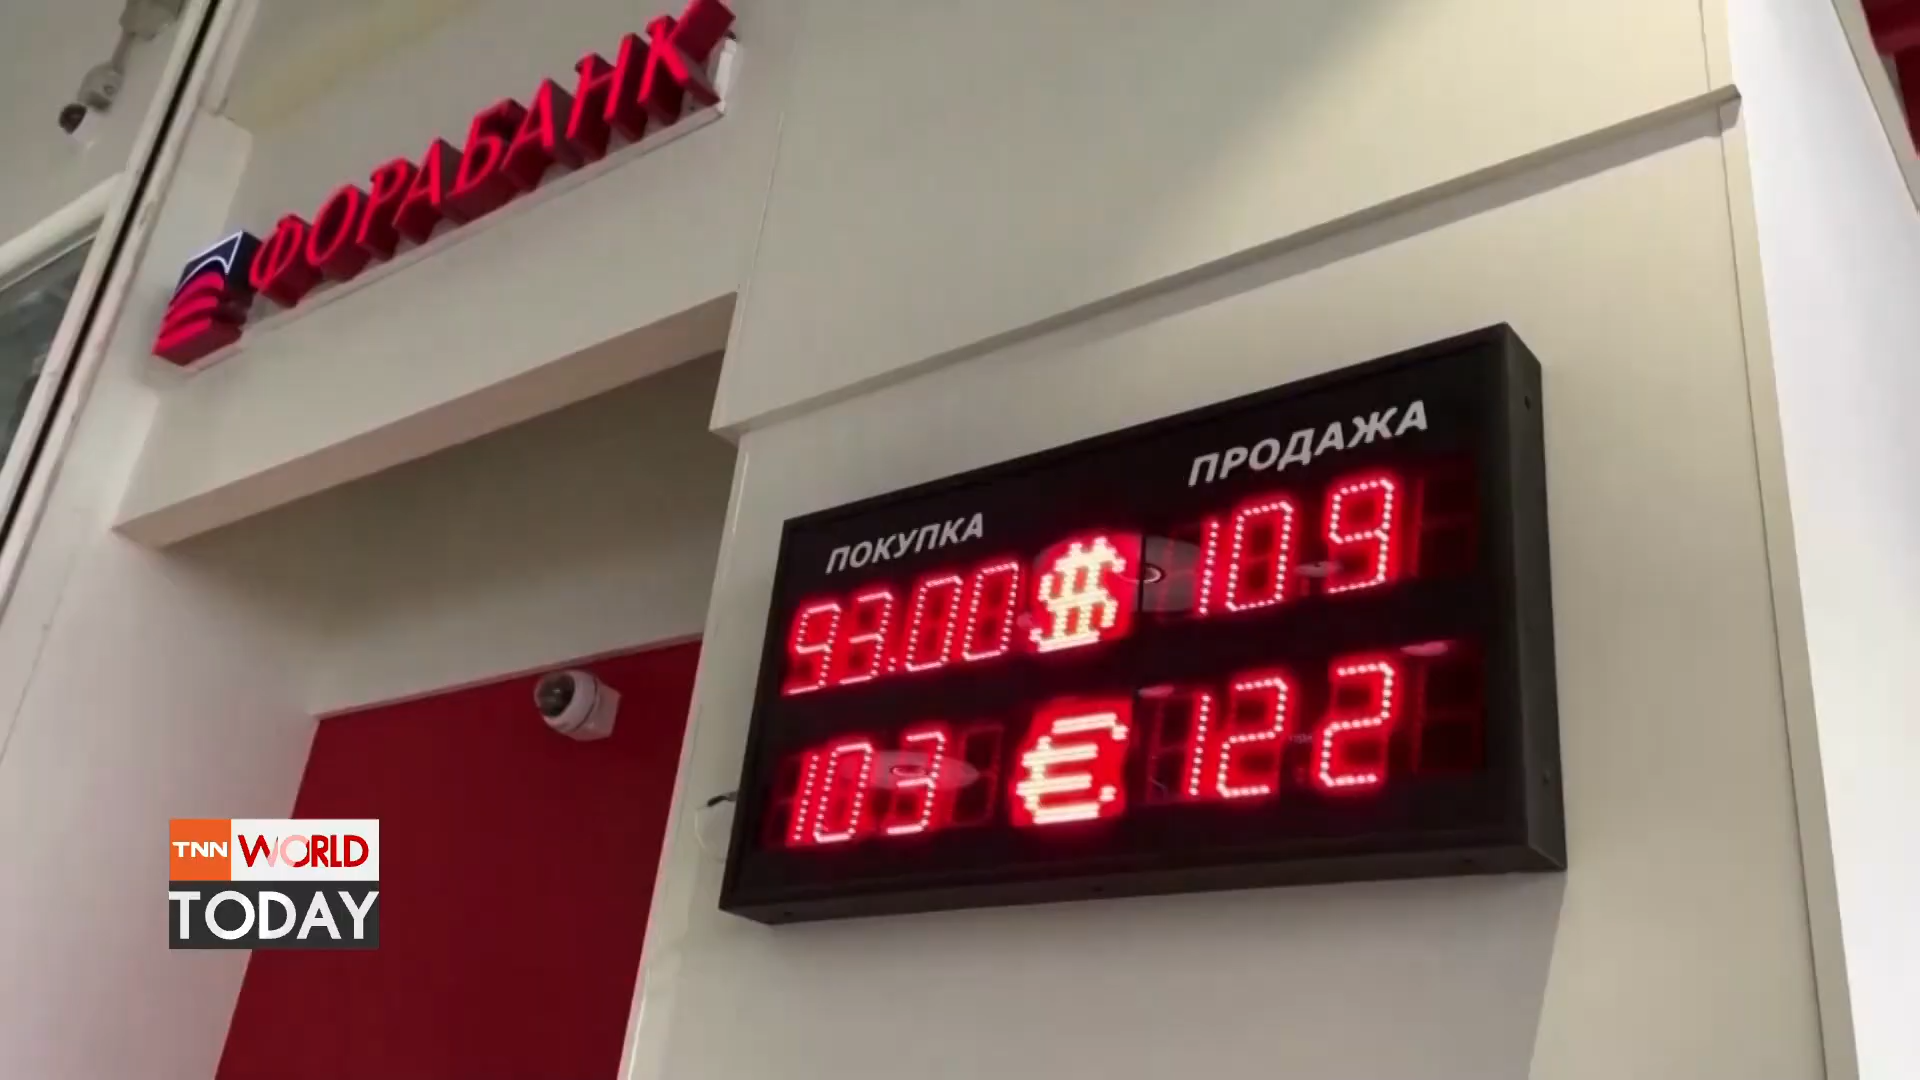 ФОРАБАНК
ПОКУПКА ПРОДАЖА
93.00 $ 109
103 € 122
TNN WORLD
TODAY